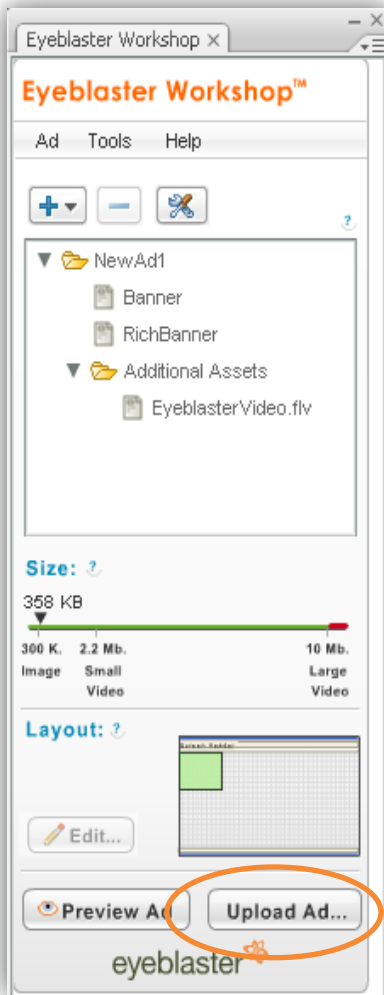 Eyeblaster Workshop ×
Eyeblaster Workshop™
Ad Tools Help
?
NewAd1
Banner
RichBanner
Additional Assets
EyeblasterVideo.flv
Size: ?
358 KB
300 K. 2.2 Mb. 10 Mb.
Image Small Large
Video Video
Layout: ?
Edit...
Preview Ad Upload Ad...
eyeblaster